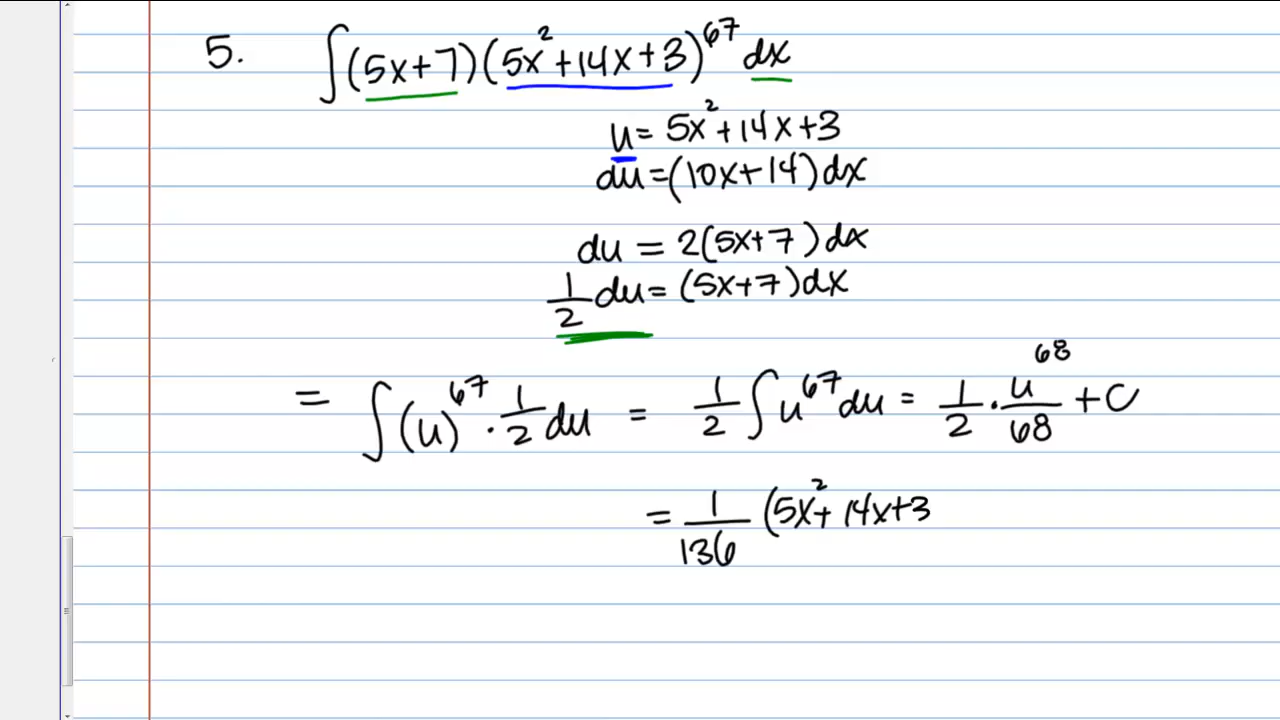 5. ∫(5x+7)(5x²+14x+3)⁶⁷ dx
u = 5x²+14x+3
du = (10x+14)dx
du = 2(5x+7)dx
1/2 du = (5x+7)dx
= ∫(u)⁶⁷ · 1/2 du = 1/2 ∫u⁶⁷ du = 1/2 · u⁶⁸/68 + C
= 1/136 (5x²+14x+3